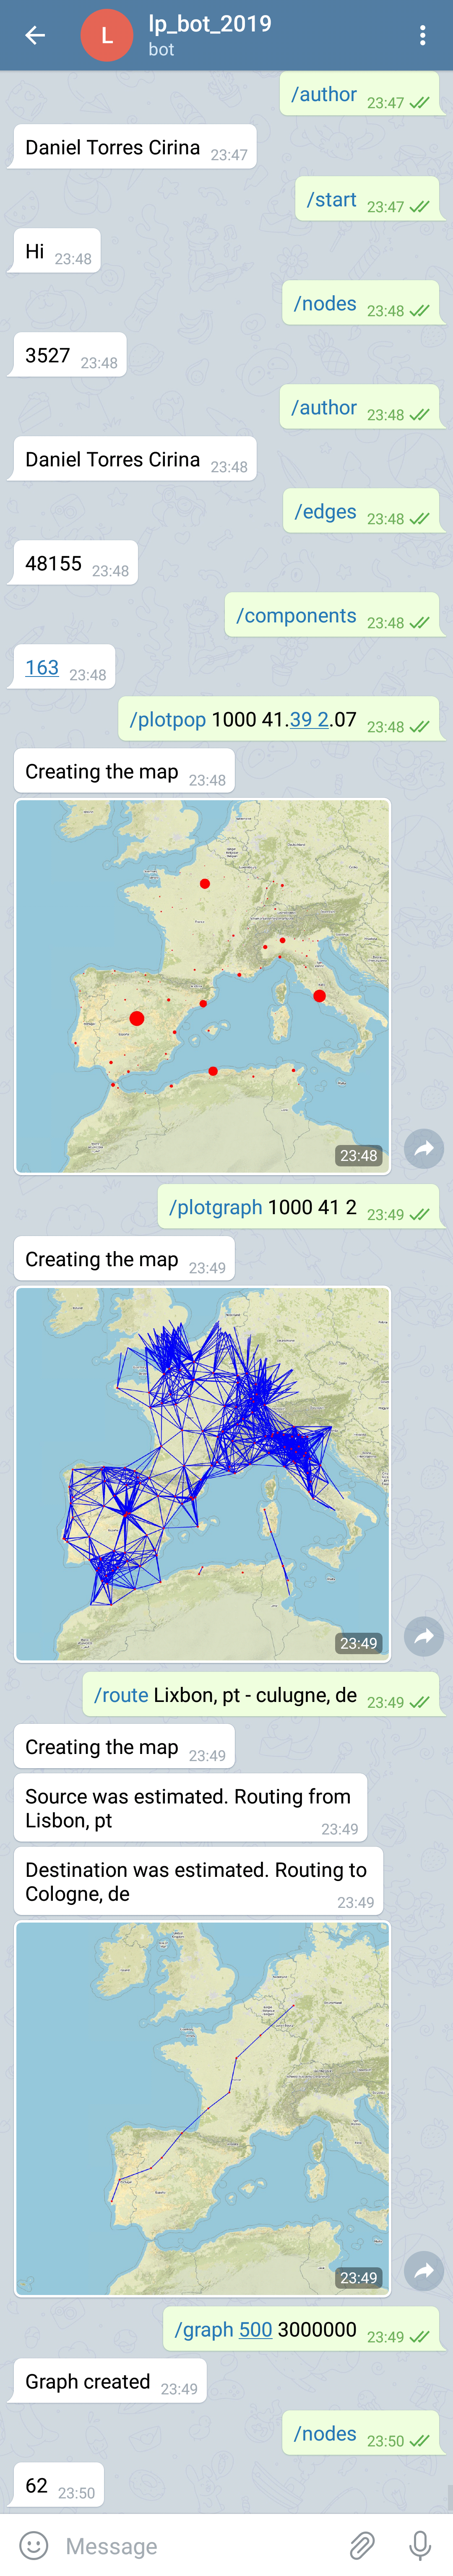 L
lp_bot_2019
bot
/author 23:47
Daniel Torres Cirina 23:47
/start 23:47
Hi 23:48
/nodes 23:48
3527 23:48
/author 23:48
Daniel Torres Cirina 23:48
/edges 23:48
48155 23:48
/components 23:48
163 23:48
/plotpop 1000 41.39 2.07 23:48
Creating the map 23:48
23:48
/plotgraph 1000 41 2 23:49
Creating the map 23:49
23:49
/route Lixbon, pt - culugne, de 23:49
Creating the map 23:49
Source was estimated. Routing from
Lisbon, pt 23:49
Destination was estimated. Routing to
Cologne, de 23:49
23:49
/graph 500 3000000 23:49
Graph created 23:49
/nodes 23:50
62 23:50
Message